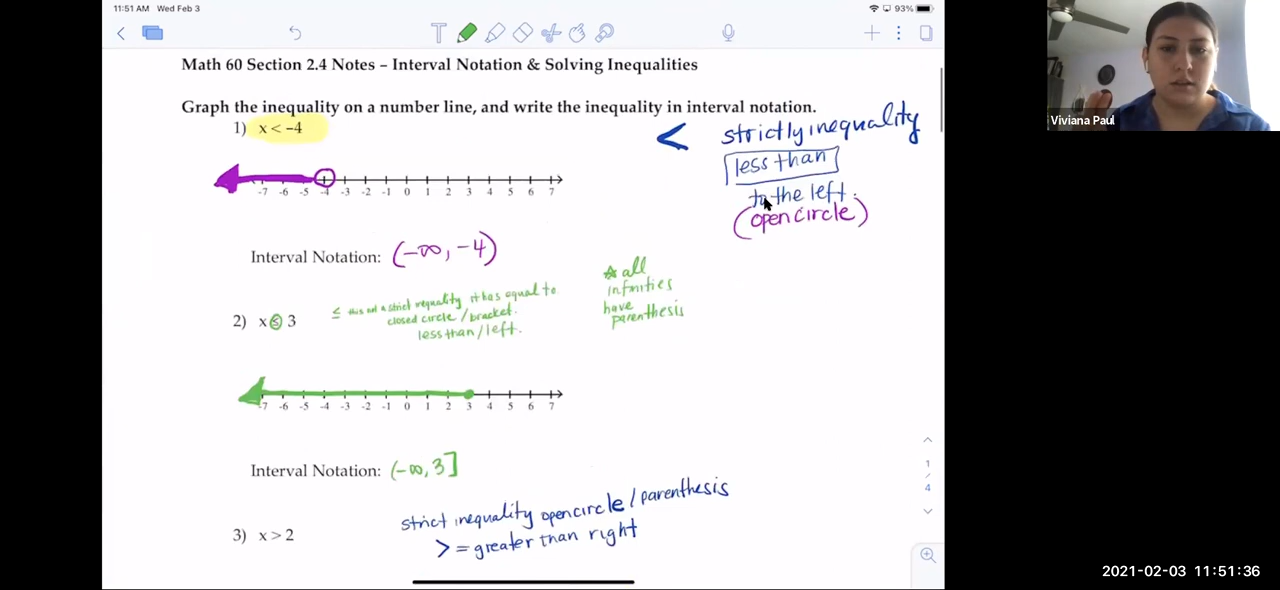 11:51 AM Wed Feb 3
93%
Math 60 Section 2.4 Notes – Interval Notation & Solving Inequalities
Graph the inequality on a number line, and write the inequality in interval notation.
1) x < −4
< strictly inequality
less than
to the left.
(open circle)
-7 -6 -5 -4 -3 -2 -1 0 1 2 3 4 5 6 7
Interval Notation: (-∞, -4)
☆ all
infinities
have
parenthesis
≤ this not a strict inequality it has equal to
closed circle / bracket.
less than / left.
2) x ≤ 3
-7 -6 -5 -4 -3 -2 -1 0 1 2 3 4 5 6 7
Interval Notation: (-∞, 3]
strict inequality open circle / parenthesis
> = greater than right
3) x > 2
1
/
4
Viviana Paul
2021-02-03 11:51:36